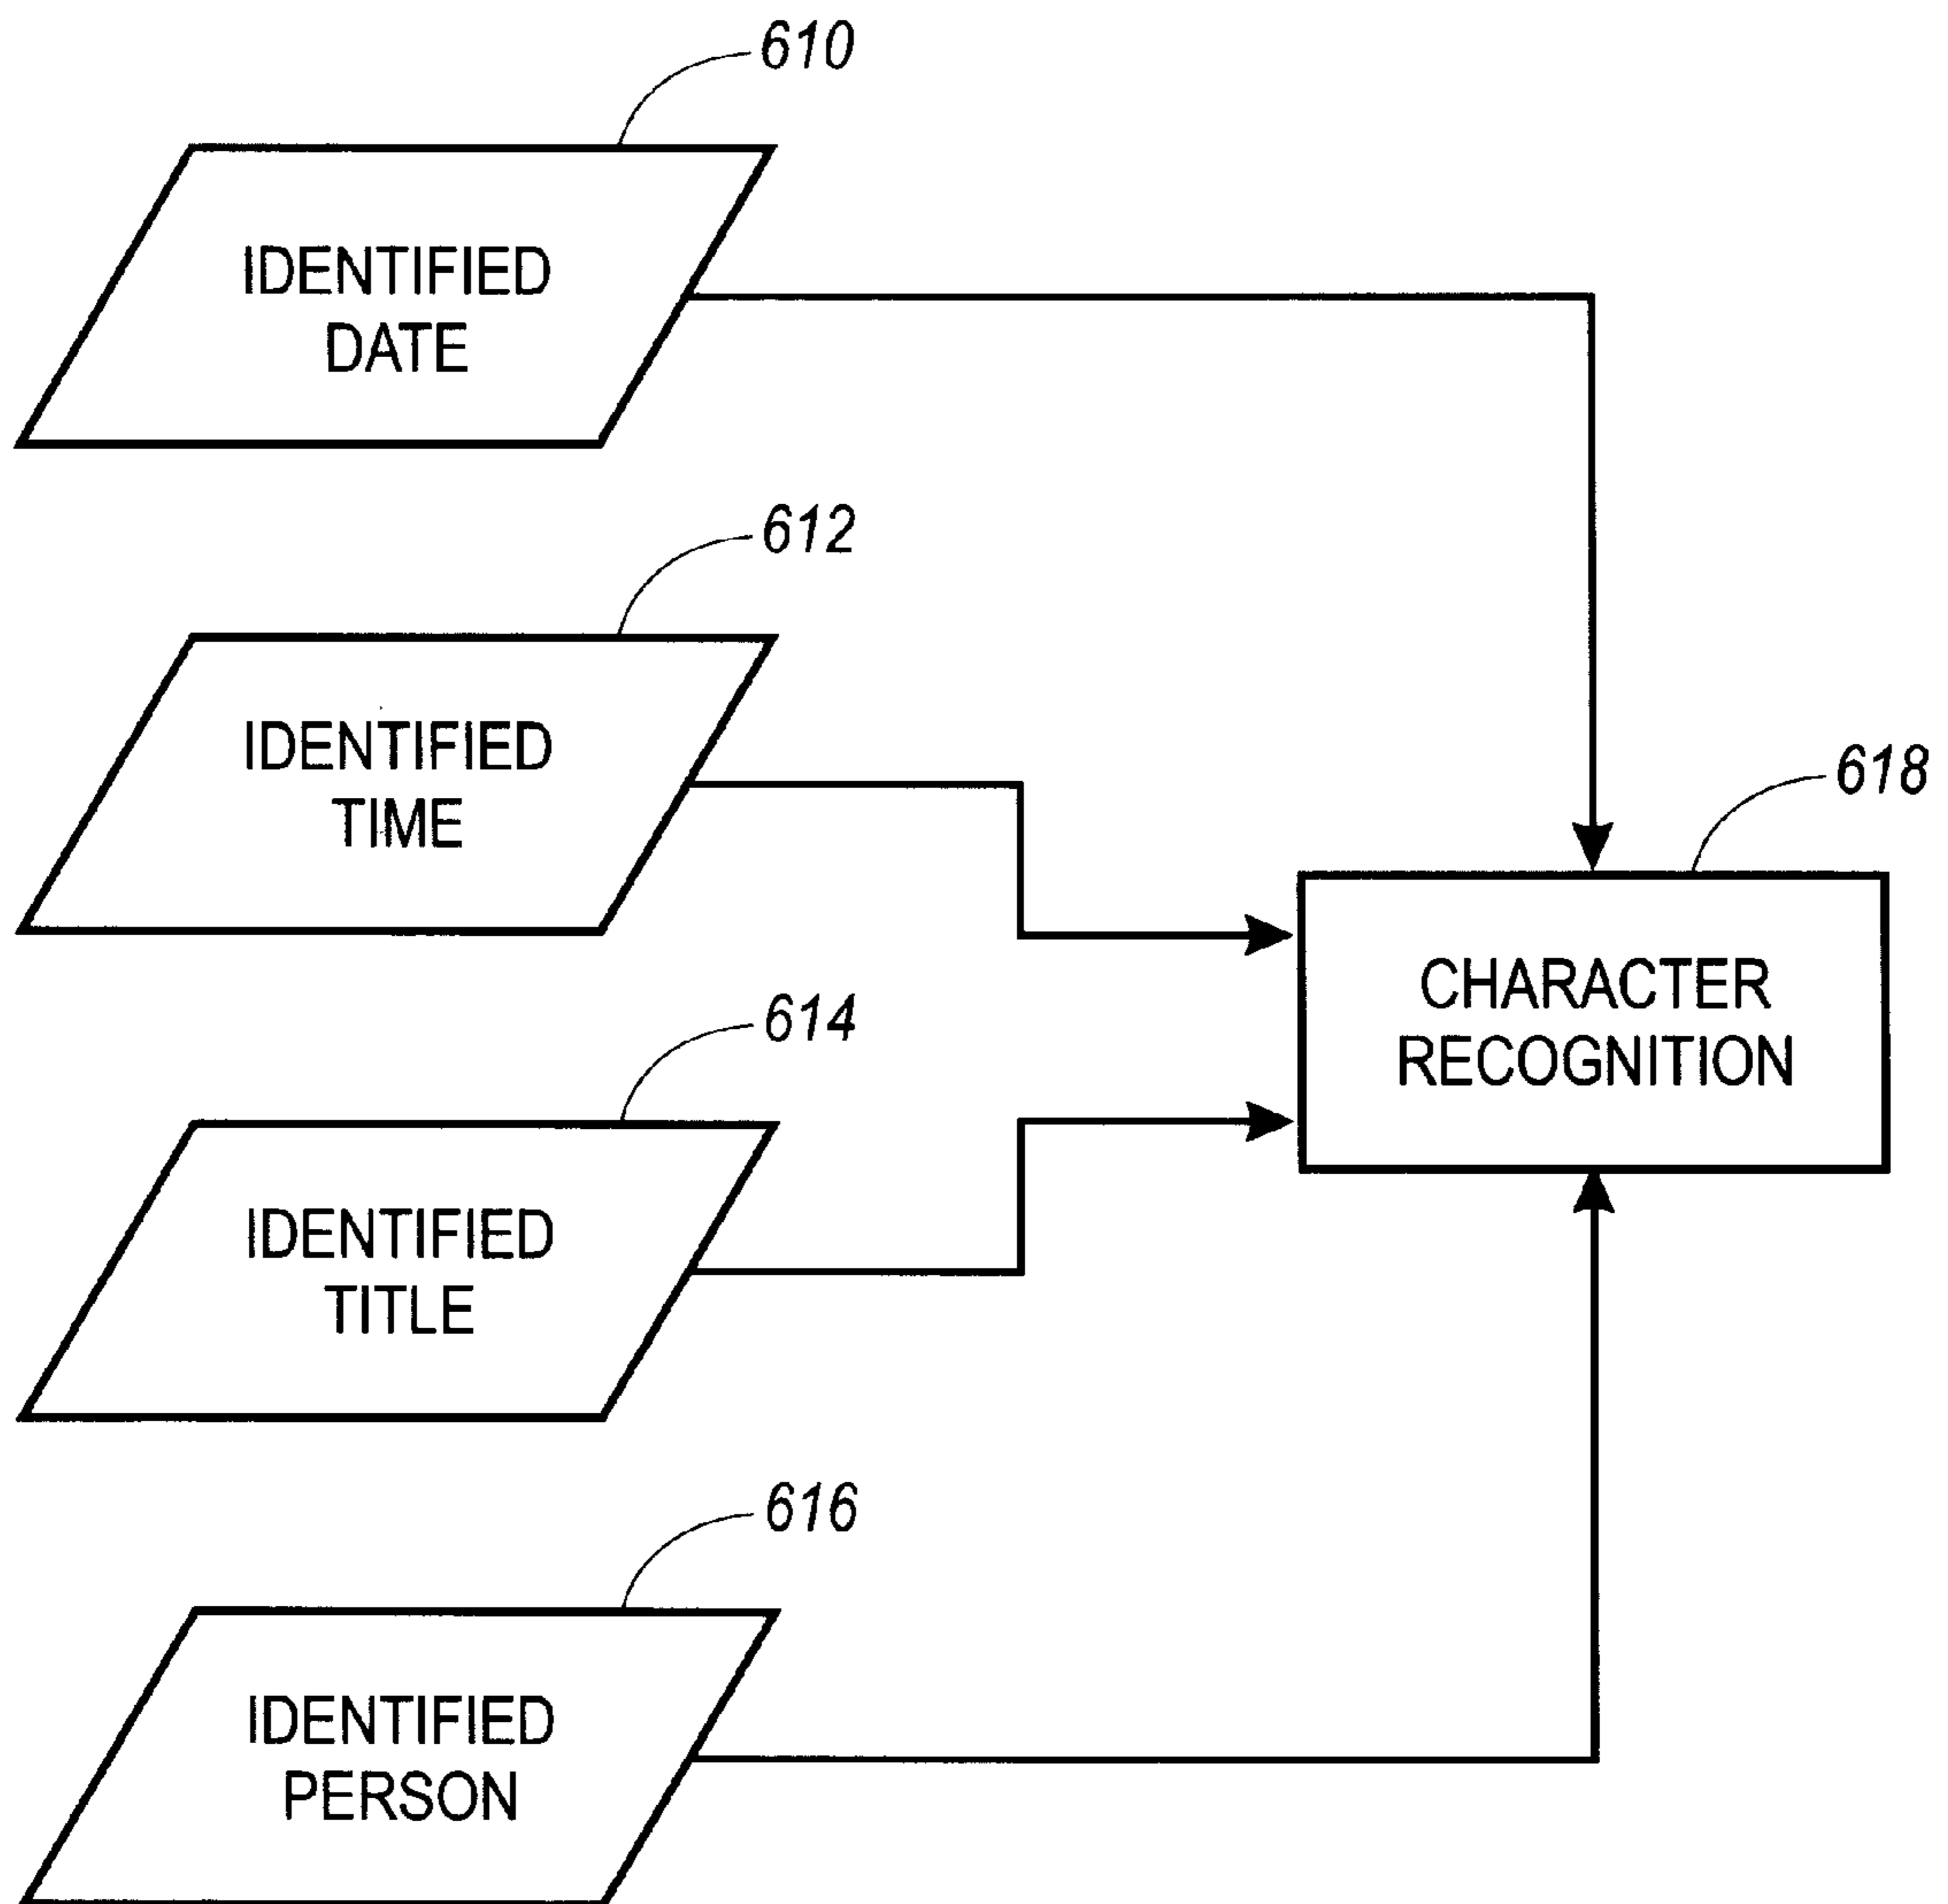 610
IDENTIFIED
DATE
612
IDENTIFIED
TIME
618
CHARACTER
RECOGNITION
614
IDENTIFIED
TITLE
616
IDENTIFIED
PERSON